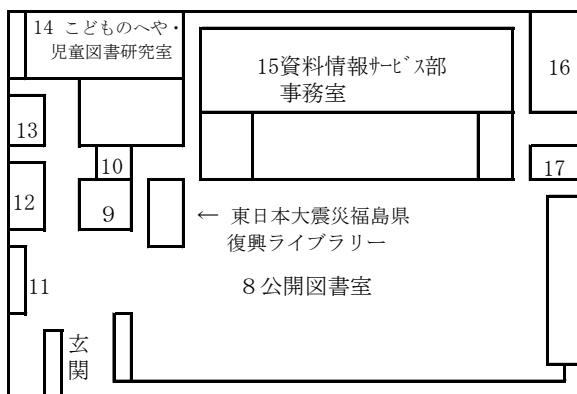 14 こどものへや・
児童図書研究室
15資料情報ｻｰﾋﾞｽ部
事務室
16
13
10
17
12
9
← 東日本大震災福島県
復興ライブラリー
11
８公開図書室
玄
関